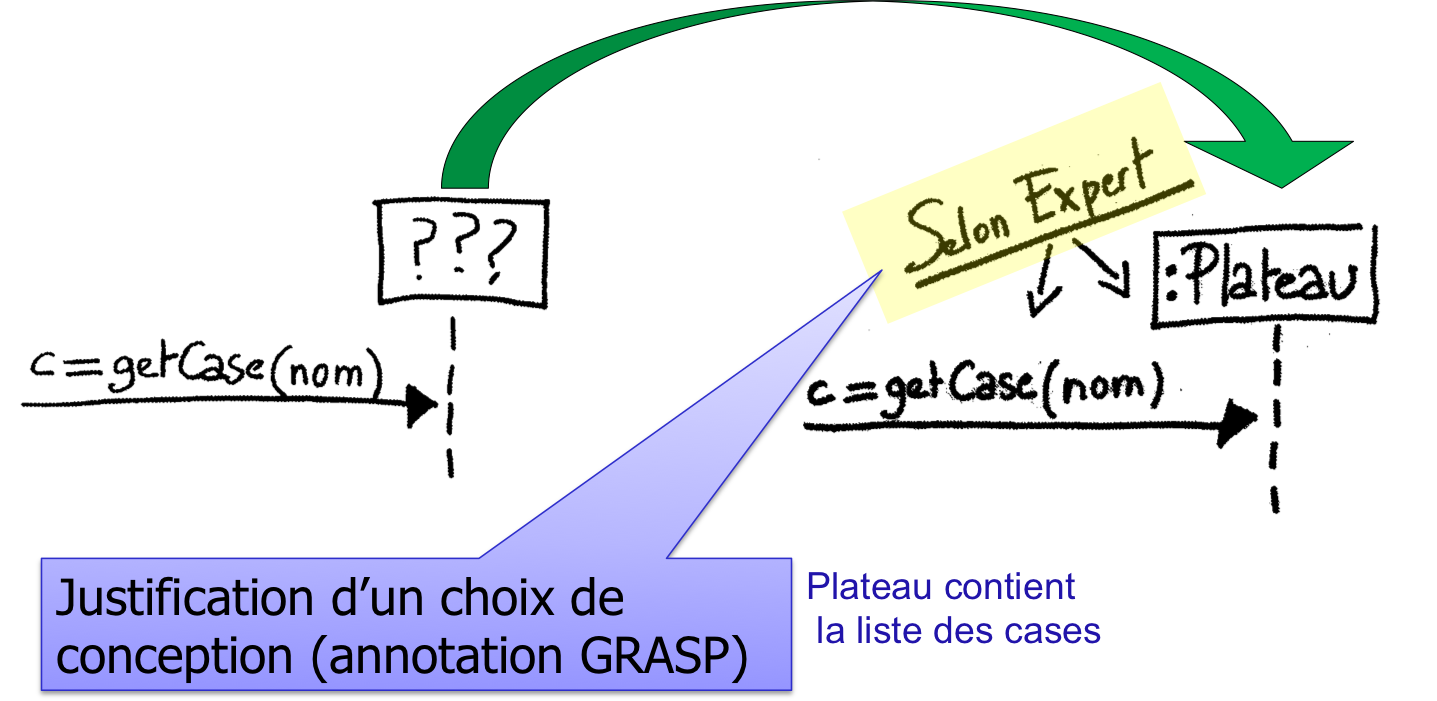 Selon Expert
???
:Plateau
c=getCase(nom)
c=getCase(nom)
Justification d’un choix de
conception (annotation GRASP)
Plateau contient
la liste des cases